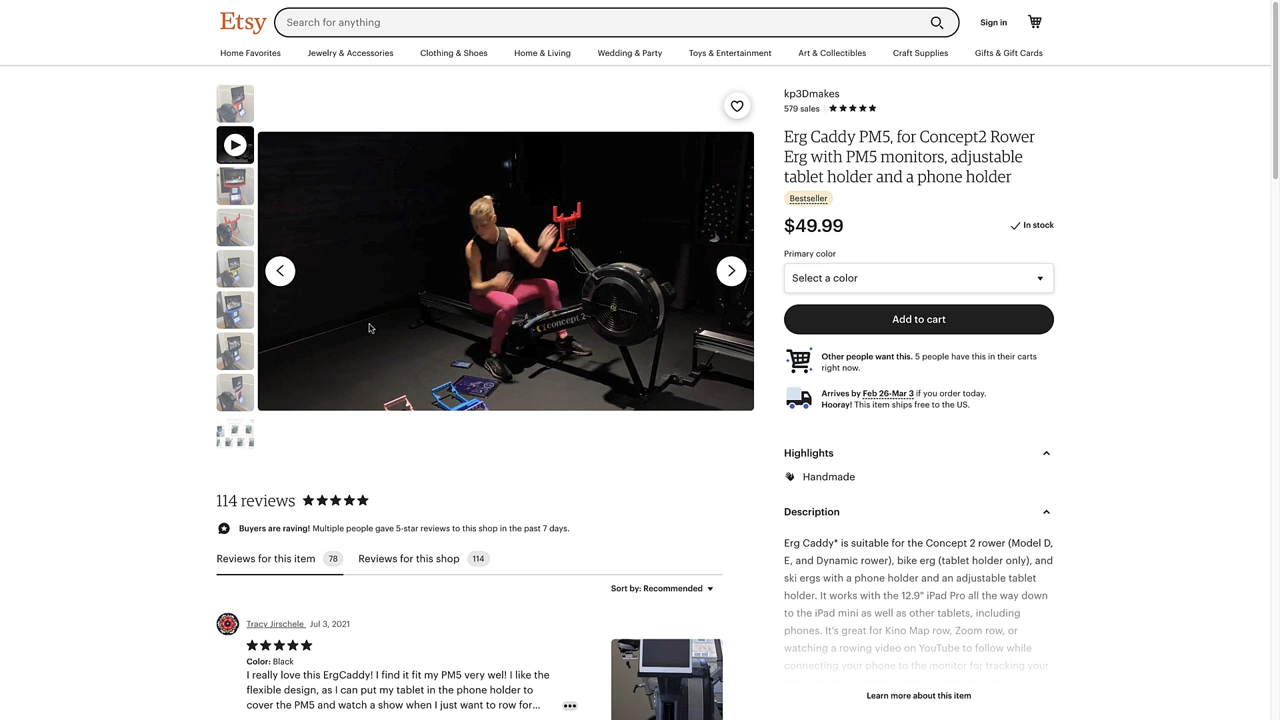 Etsy
Search for anything
Sign in
Home Favorites
Jewelry & Accessories
Clothing & Shoes
Home & Living
Wedding & Party
Toys & Entertainment
Art & Collectibles
Craft Supplies
Gifts & Gift Cards
kp3Dmakes
579 sales
Erg Caddy PM5, for Concept2 Rower
Erg with PM5 monitors, adjustable
tablet holder and a phone holder
Bestseller
$49.99
In stock
Primary color
Select a color
Add to cart
Other people want this. 5 people have this in their carts
right now.
Arrives by Feb 26-Mar 3 if you order today.
Hooray! This item ships free to the US.
Highlights
Handmade
Description
Erg Caddy* is suitable for the Concept 2 rower (Model D,
E, and Dynamic rower), bike erg (tablet holder only), and
ski ergs with a phone holder and an adjustable tablet
holder. It works with the 12.9" iPad Pro all the way down
to the iPad mini as well as other tablets, including
phones. It's great for Kino Map row, Zoom row, or
watching a rowing video on YouTube to follow while
connecting your phone to the monitor for tracking your
Learn more about this item
concept 2
114 reviews
Buyers are raving! Multiple people gave 5-star reviews to this shop in the past 7 days.
Reviews for this item 78
Reviews for this shop 114
Sort by: Recommended
Tracy Jirschele Jul 3, 2021
Color: Black
I really love this ErgCaddy! I find it fit my PM5 very well! I like the
flexible design, as I can put my tablet in the phone holder to
cover the PM5 and watch a show when I just want to row for...